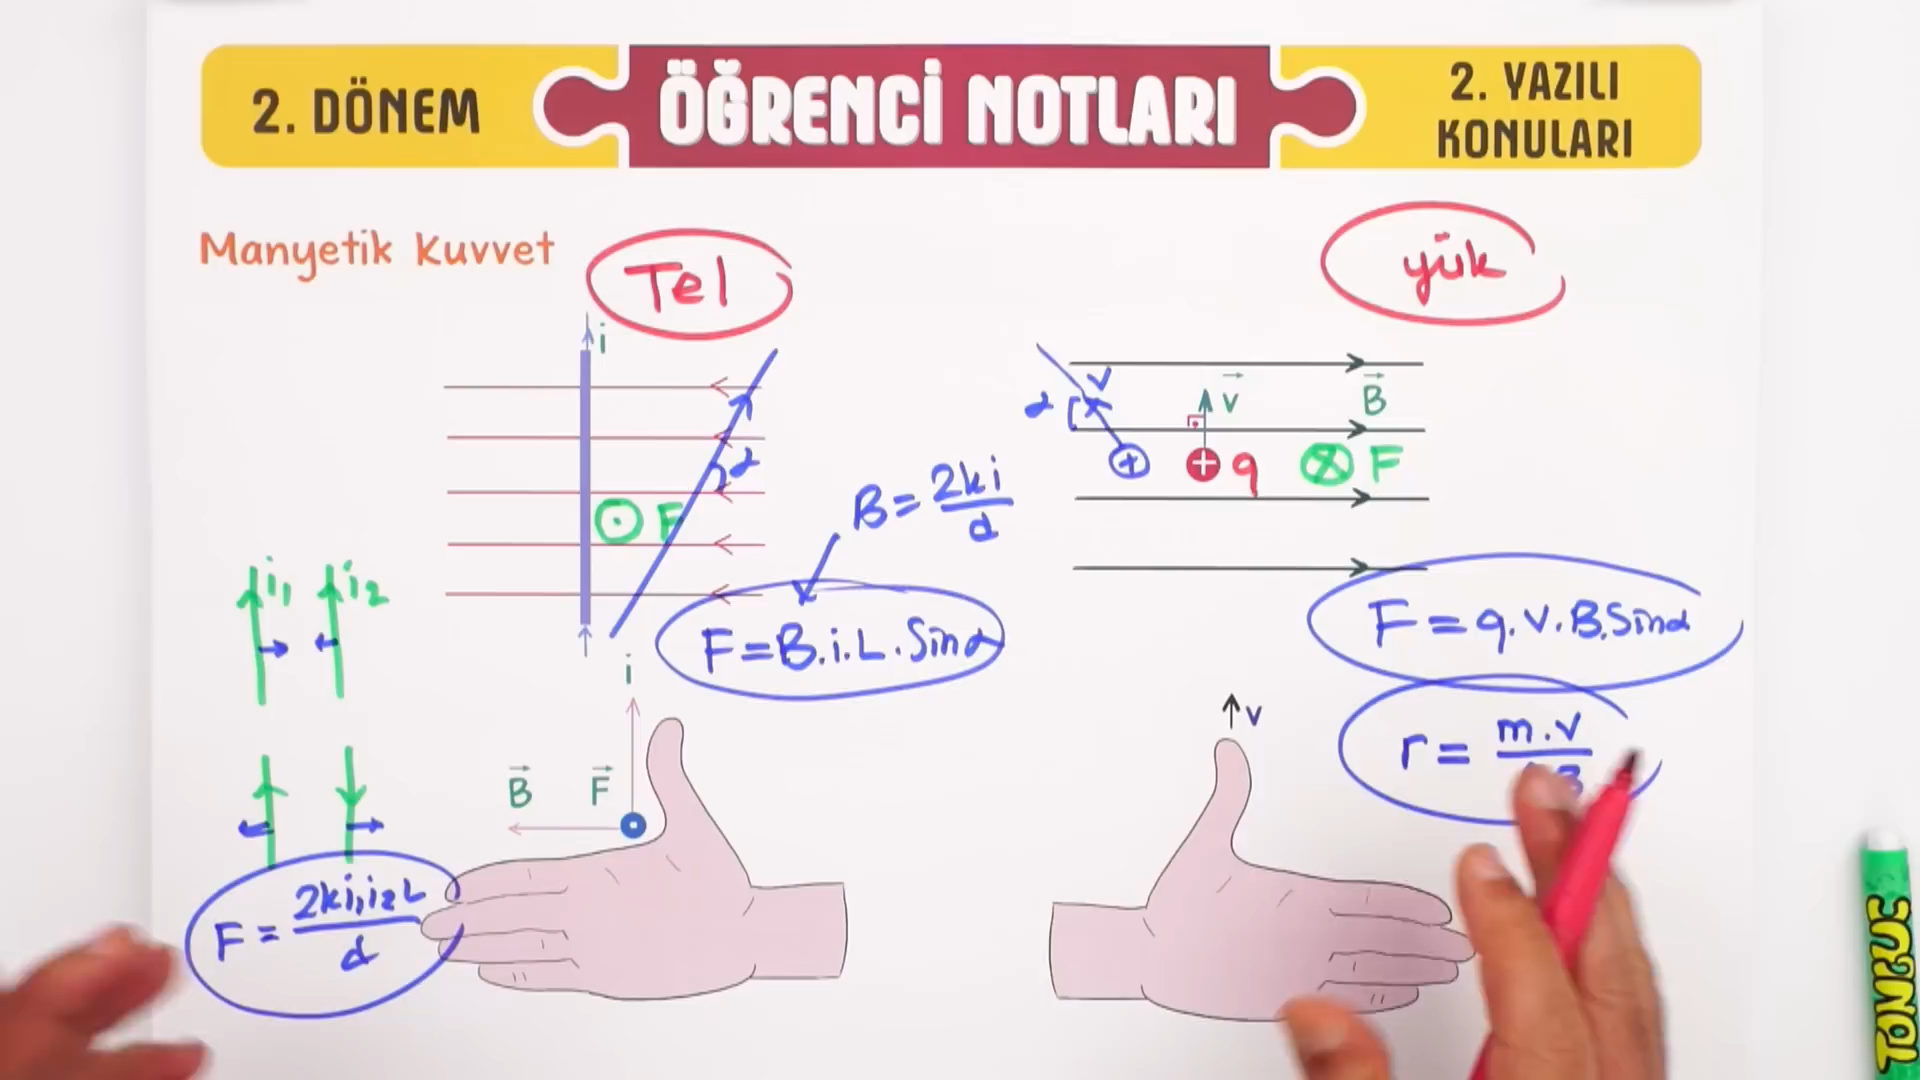 2. DÖNEM
ÖĞRENCİ NOTLARI
2. YAZILI
KONULARI
Manyetik Kuvvet
Tel
yük
i
α
F
B = 2ki / d
F = B.i.L.Sinα
i₁ i₂
F = 2ki₁i₂L / d
i
B F
α v v B
q F
F = q.v.B.Sinα
r = m.v /
v
TONGUÇ